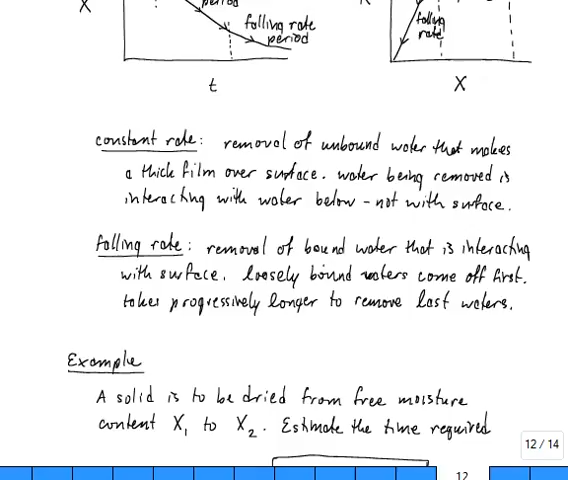 X
period
falling rate
period
t
R
falling
rate
X
constant rate: removal of unbound water that makes
a thick film over surface. water being removed is
interacting with water below - not with surface.
falling rate: removal of bound water that is interacting
with surface. loosely bound waters come off first.
takes progressively longer to remove last waters.
Example
A solid is to be dried from free moisture
content X₁ to X₂. Estimate the time required
12 / 14
12